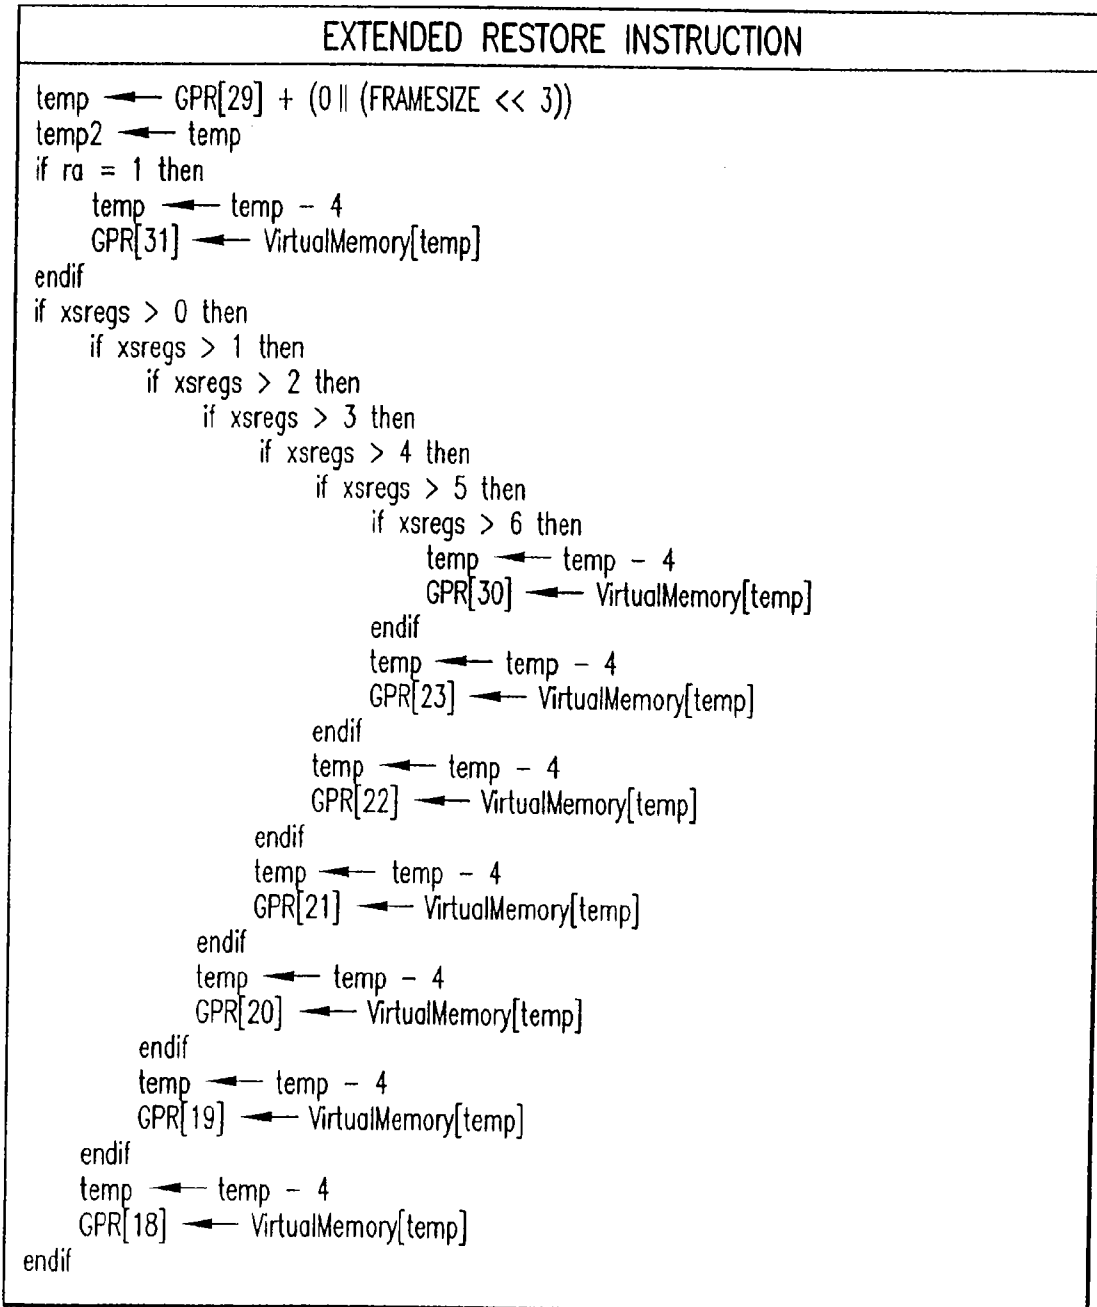 EXTENDED RESTORE INSTRUCTION
temp ← GPR[29] + (0 || (FRAMESIZE << 3))
temp2 ← temp
if ra = 1 then
temp ← temp - 4
GPR[31] ← VirtualMemory[temp]
endif
if xsregs > 0 then
if xsregs > 1 then
if xsregs > 2 then
if xsregs > 3 then
if xsregs > 4 then
if xsregs > 5 then
if xsregs > 6 then
temp ← temp - 4
GPR[30] ← VirtualMemory[temp]
endif
temp ← temp - 4
GPR[23] ← VirtualMemory[temp]
endif
temp ← temp - 4
GPR[22] ← VirtualMemory[temp]
endif
temp ← temp - 4
GPR[21] ← VirtualMemory[temp]
endif
temp ← temp - 4
GPR[20] ← VirtualMemory[temp]
endif
temp ← temp - 4
GPR[19] ← VirtualMemory[temp]
endif
temp ← temp - 4
GPR[18] ← VirtualMemory[temp]
endif